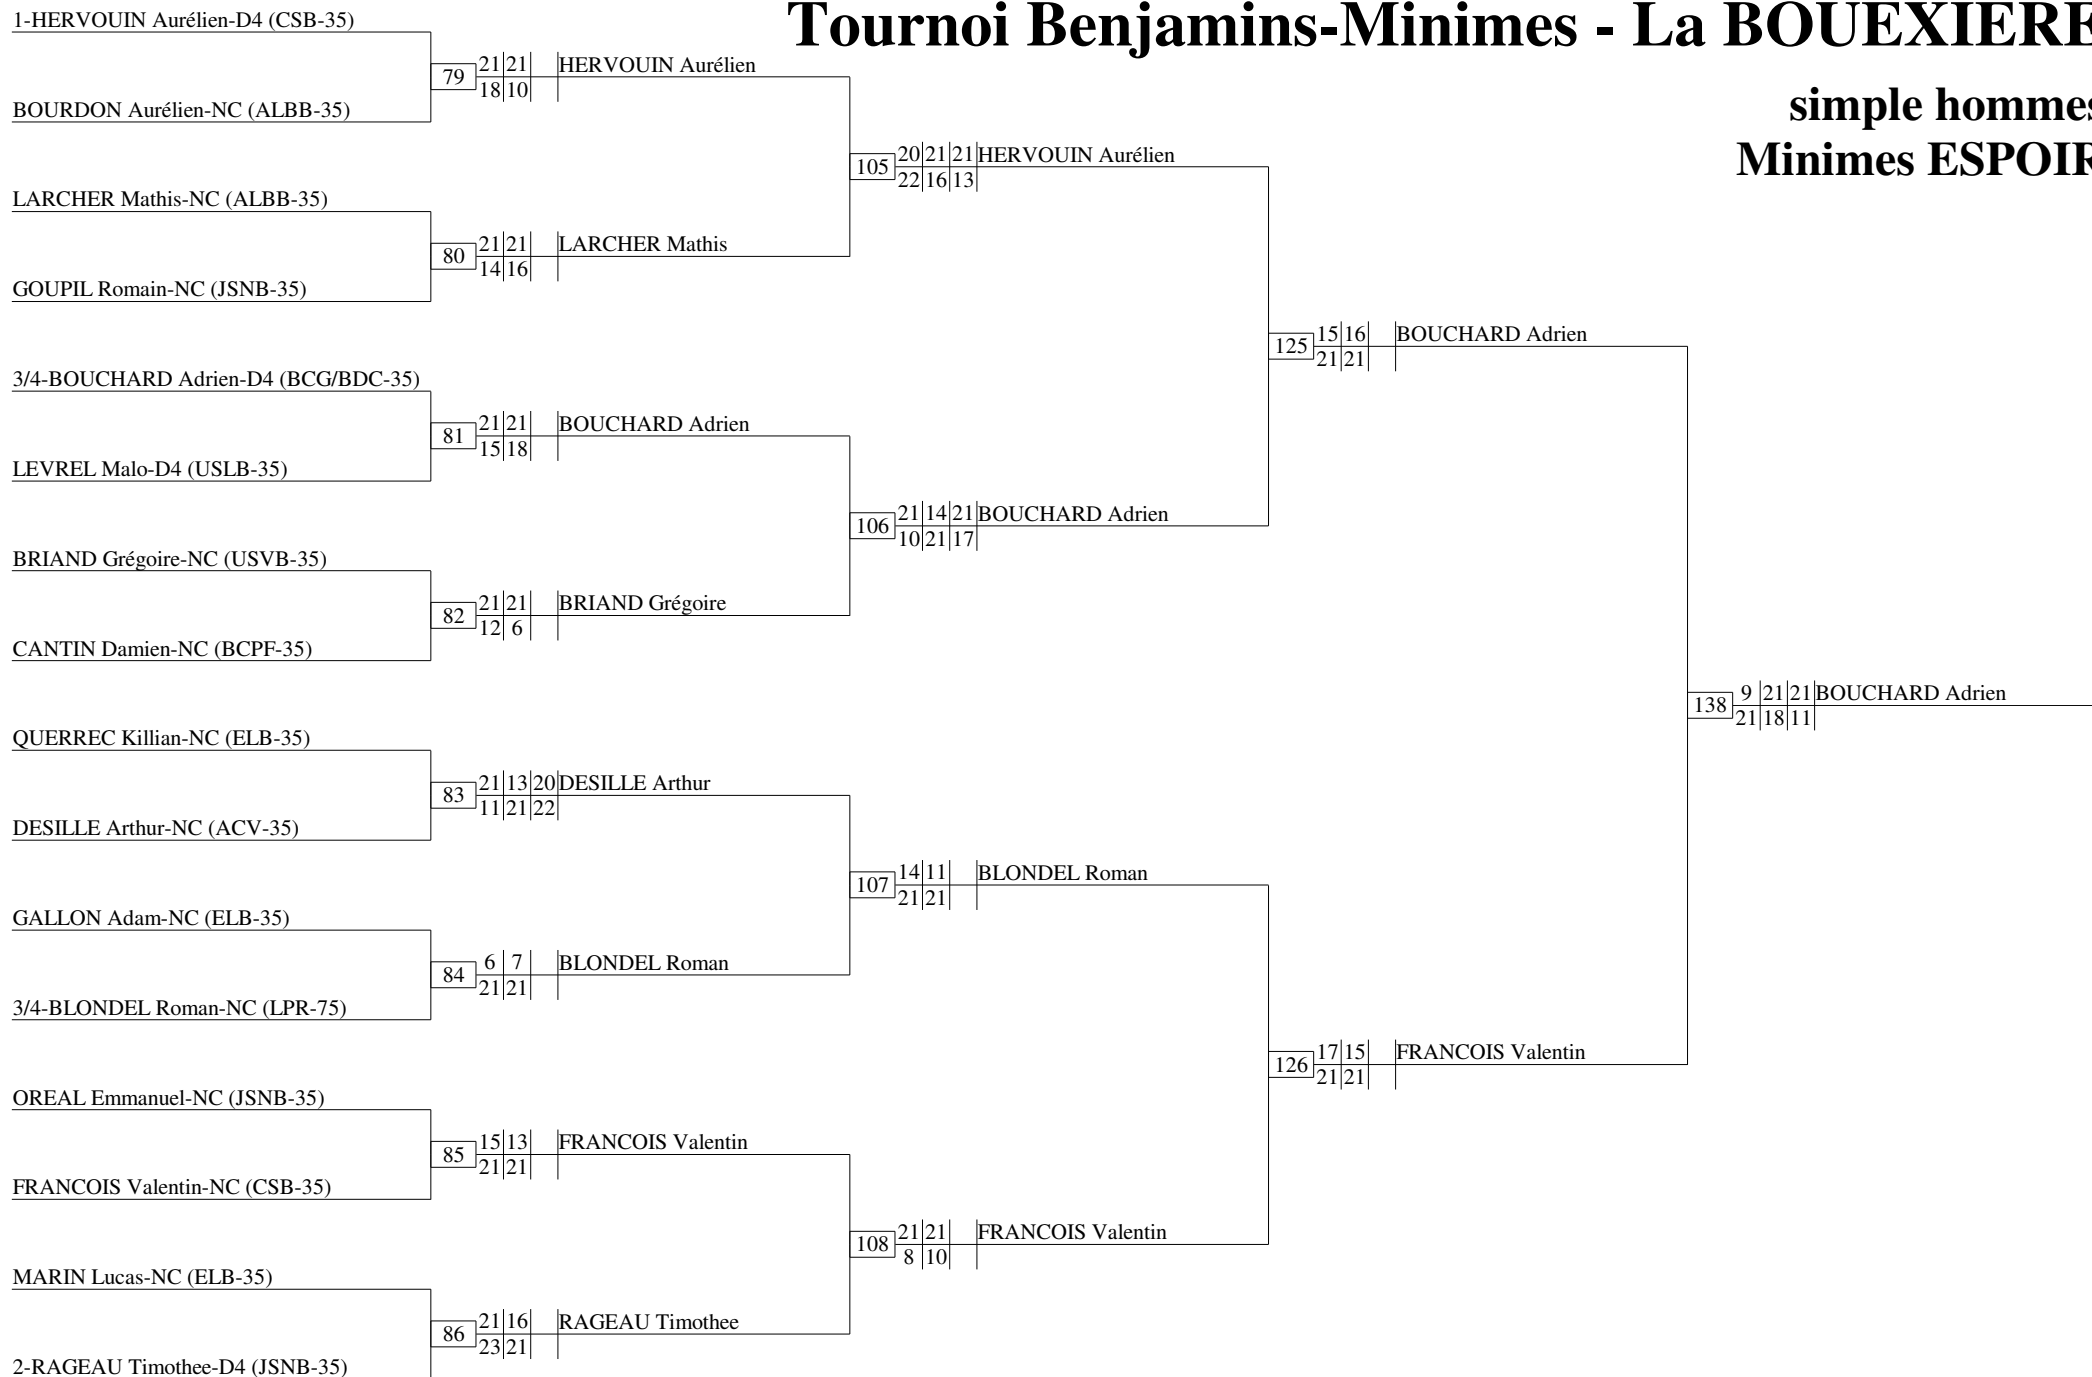 Tournoi Benjamins-Minimes - La BOUEXIERE
simple hommes
Minimes ESPOIR
1-HERVOUIN Aurélien-D4 (CSB-35)
79 21 21 HERVOUIN Aurélien
18 10
BOURDON Aurélien-NC (ALBB-35)
105 20 21 21 HERVOUIN Aurélien
22 16 13
LARCHER Mathis-NC (ALBB-35)
80 21 21 LARCHER Mathis
14 16
GOUPIL Romain-NC (JSNB-35)
125 15 16 BOUCHARD Adrien
21 21
3/4-BOUCHARD Adrien-D4 (BCG/BDC-35)
81 21 21 BOUCHARD Adrien
15 18
LEVREL Malo-D4 (USLB-35)
106 21 14 21 BOUCHARD Adrien
10 21 17
BRIAND Grégoire-NC (USVB-35)
82 21 21 BRIAND Grégoire
12 6
CANTIN Damien-NC (BCPF-35)
138 9 21 21 BOUCHARD Adrien
21 18 11
QUERREC Killian-NC (ELB-35)
83 21 13 20 DESILLE Arthur
11 21 22
DESILLE Arthur-NC (ACV-35)
107 14 11 BLONDEL Roman
21 21
GALLON Adam-NC (ELB-35)
84 6 7 BLONDEL Roman
21 21
3/4-BLONDEL Roman-NC (LPR-75)
126 17 15 FRANCOIS Valentin
21 21
OREAL Emmanuel-NC (JSNB-35)
85 15 13 FRANCOIS Valentin
21 21
FRANCOIS Valentin-NC (CSB-35)
108 21 21 FRANCOIS Valentin
8 10
MARIN Lucas-NC (ELB-35)
86 21 16 RAGEAU Timothee
23 21
2-RAGEAU Timothee-D4 (JSNB-35)